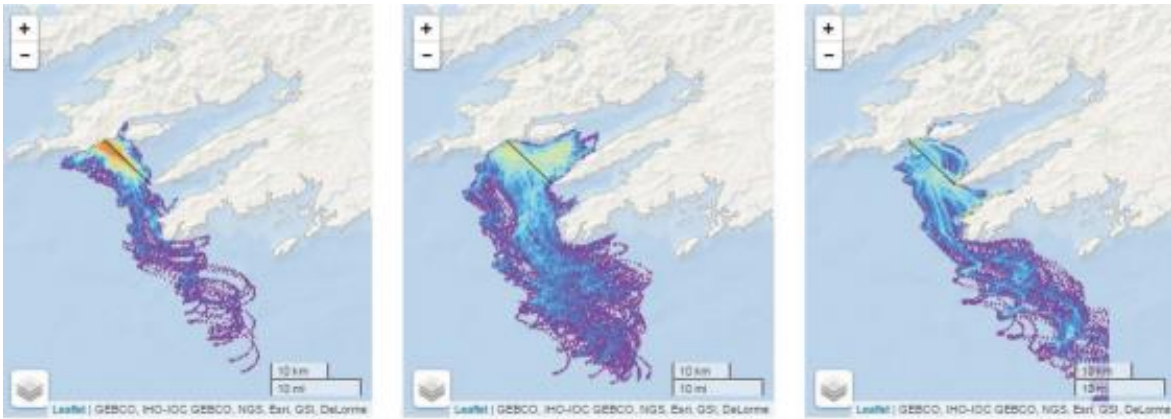 +
−
10 km
10 mi
Leaflet | GEBCO, IHO-IOC GEBCO, NGS, Esri, GSI, DeLorme
+
−
10 km
10 mi
Leaflet | GEBCO, IHO-IOC GEBCO, NGS, Esri, GSI, DeLorme
+
−
10 km
10 mi
Leaflet | GEBCO, IHO-IOC GEBCO, NGS, Esri, GSI, DeLorme